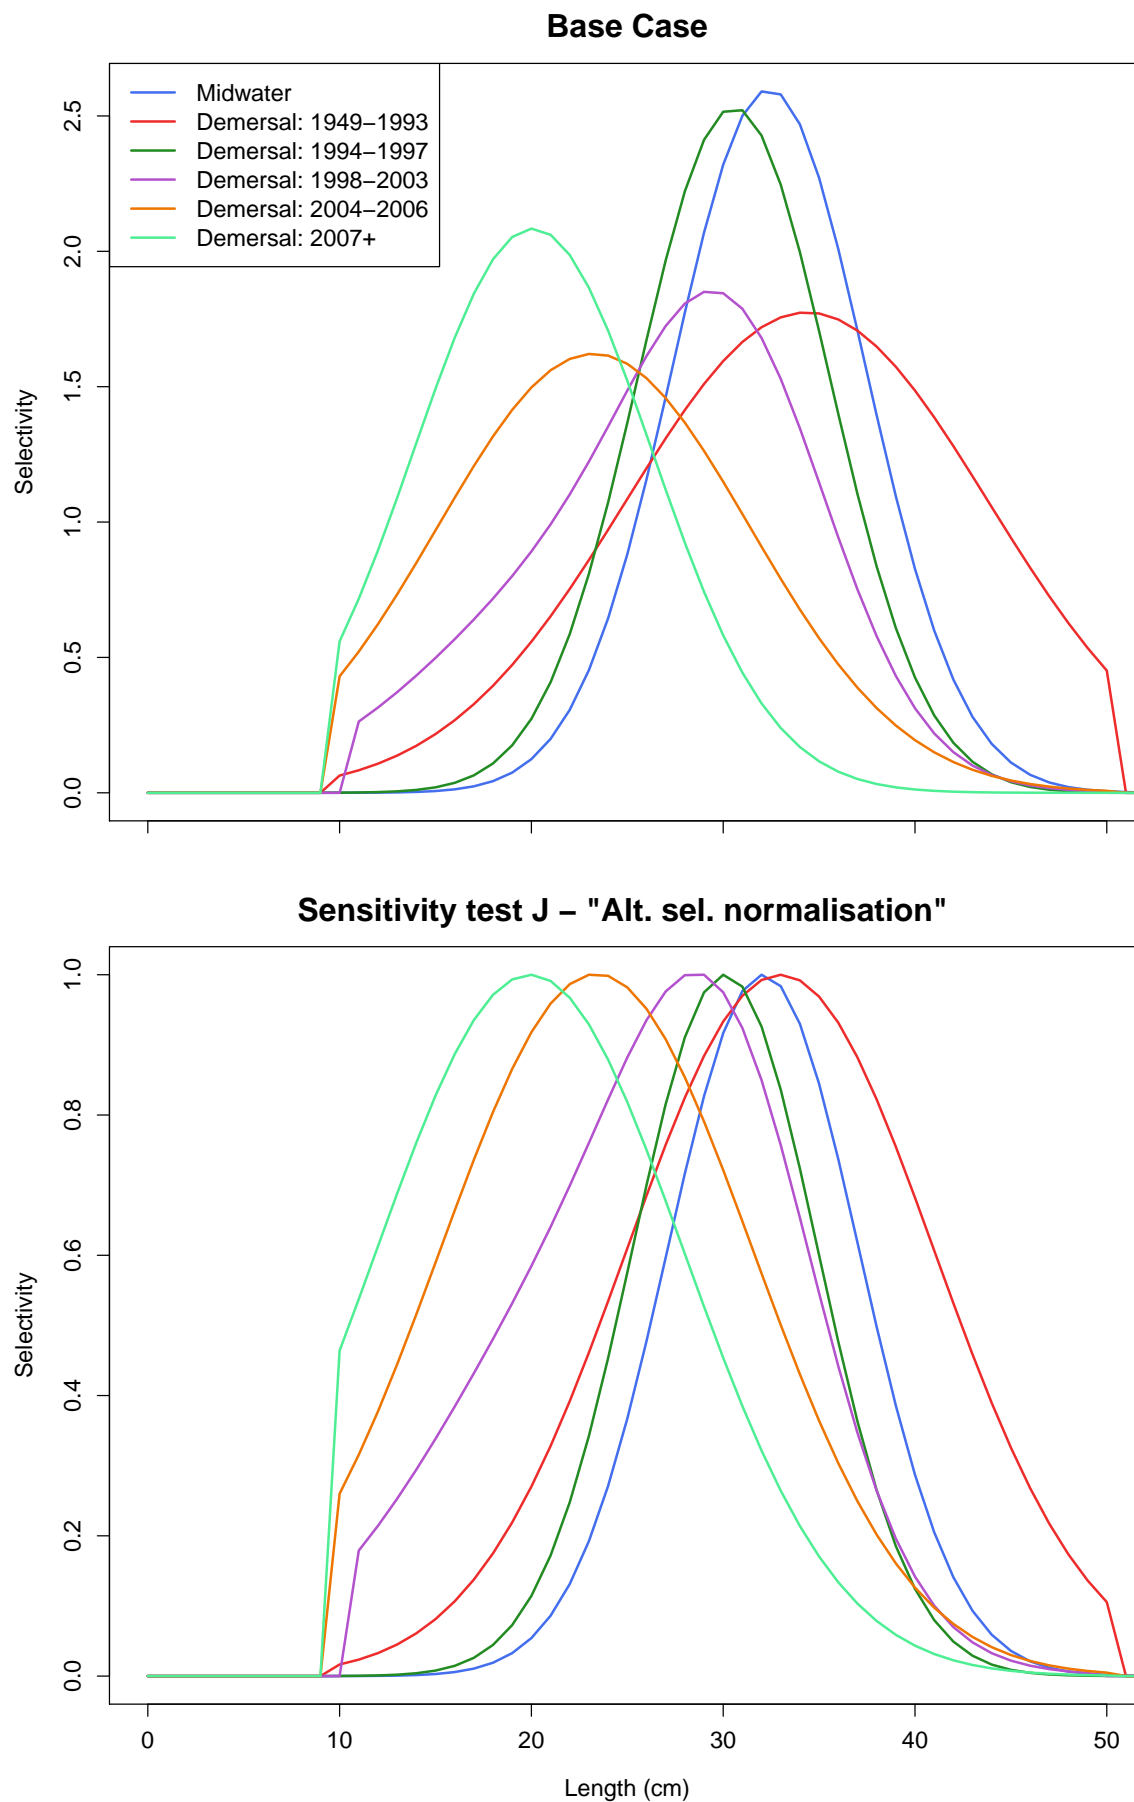 Base Case
Midwater
Demersal: 1949−1993
Demersal: 1994−1997
Demersal: 1998−2003
Demersal: 2004−2006
Demersal: 2007+
Selectivity
2.5
2.0
1.5
1.0
0.5
0.0
Sensitivity test J − "Alt. sel. normalisation"
Selectivity
1.0
0.8
0.6
0.4
0.2
0.0
0 10 20 30 40 50
Length (cm)